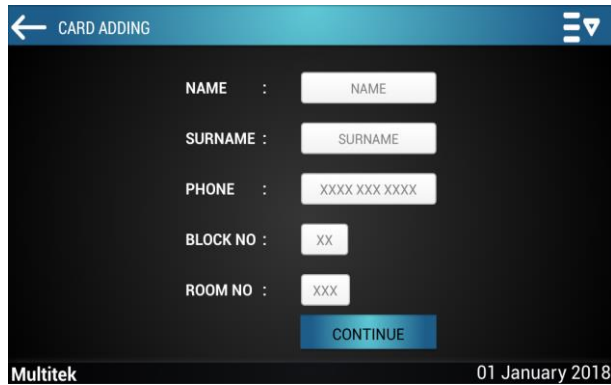 CARD ADDING
NAME : NAME
SURNAME : SURNAME
PHONE : XXXX XXX XXXX
BLOCK NO : XX
ROOM NO : XXX
CONTINUE
Multitek 01 January 2018